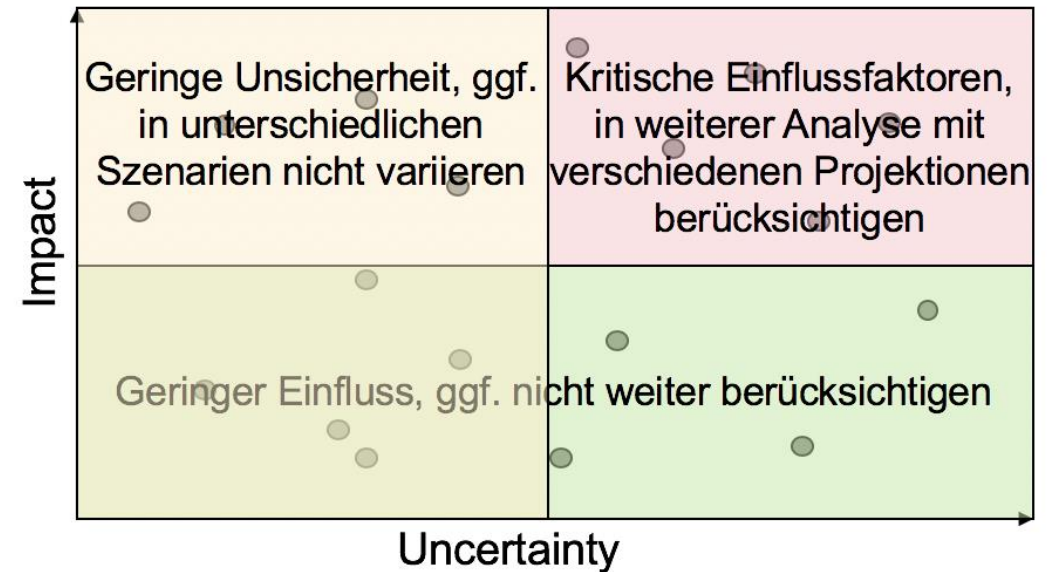 Geringe Unsicherheit, ggf.
in unterschiedlichen
Szenarien nicht variieren
Kritische Einflussfaktoren,
in weiterer Analyse mit
verschiedenen Projektionen
berücksichtigen
Impact
Geringer Einfluss, ggf. nicht weiter berücksichtigen
Uncertainty